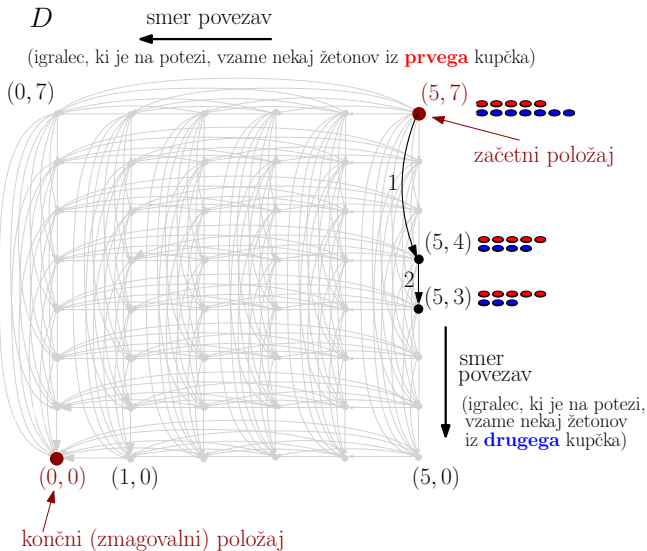 D
smer povezav
(igralec, ki je na potezi, vzame nekaj žetonov iz prvega kupčka)
(0, 7)
(5, 7)
začetni položaj
1
(5, 4)
2
(5, 3)
smer
povezav
(igralec, ki je na potezi,
vzame nekaj žetonov
iz drugega kupčka)
(0, 0)
(1, 0)
(5, 0)
končni (zmagovalni) položaj